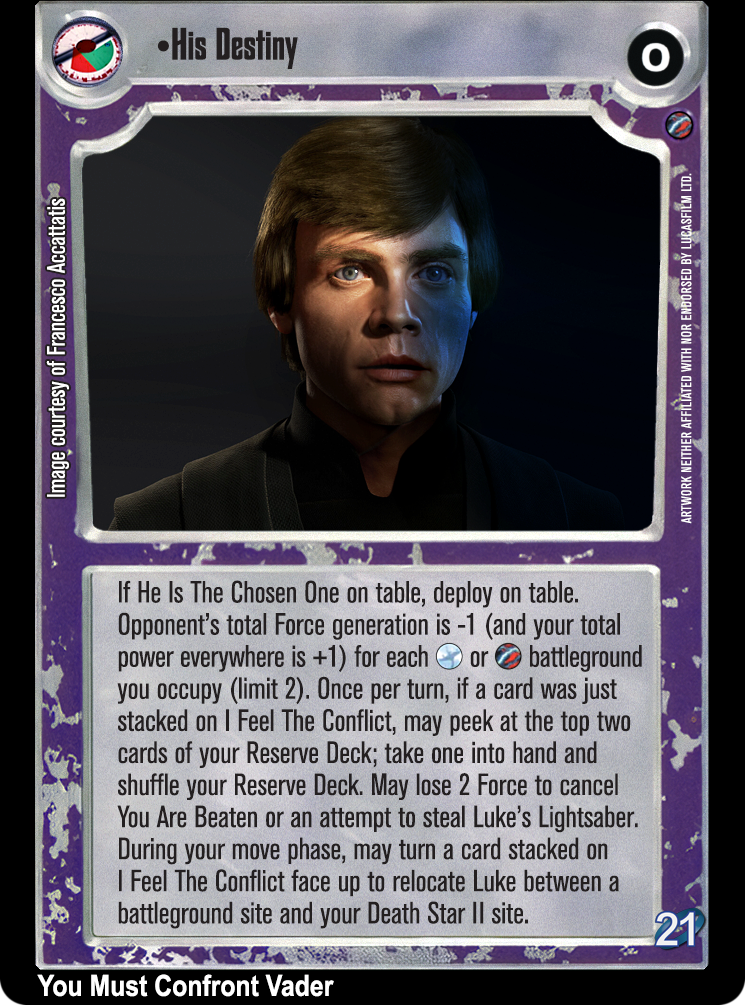 •His Destiny
O
Image courtesy of Francesco Accattatis
ARTWORK NEITHER AFFILIATED WITH NOR ENDORSED BY LUCASFILM LTD.
If He Is The Chosen One on table, deploy on table.
Opponent's total Force generation is -1 (and your total
power everywhere is +1) for each or battleground
you occupy (limit 2). Once per turn, if a card was just
stacked on I Feel The Conflict, may peek at the top two
cards of your Reserve Deck; take one into hand and
shuffle your Reserve Deck. May lose 2 Force to cancel
You Are Beaten or an attempt to steal Luke's Lightsaber.
During your move phase, may turn a card stacked on
I Feel The Conflict face up to relocate Luke between a
battleground site and your Death Star II site.
21
You Must Confront Vader